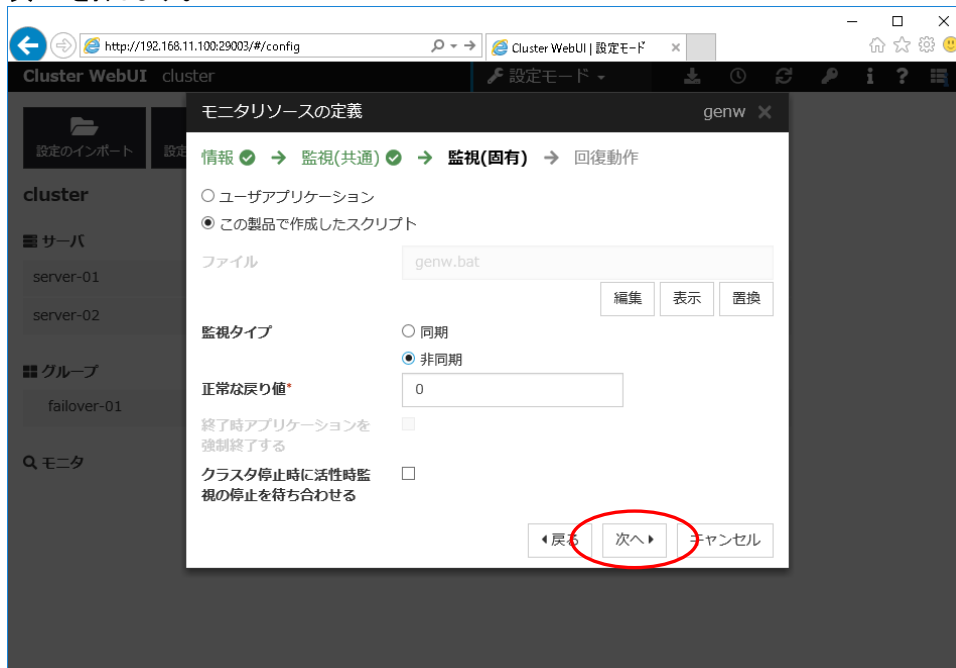 http://192.168.11.100:29003/#/config
Cluster WebUI | 設定モード
Cluster WebUI cluster
設定モード
モニタリソースの定義 genw
設定のインポート
情報 → 監視(共通) → 監視(固有) → 回復動作
cluster
ユーザアプリケーション
この製品で作成したスクリプト
サーバ
ファイル genw.bat
server-01
編集 表示 置換
server-02
監視タイプ 同期
非同期
グループ
正常な戻り値* 0
failover-01
終了時アプリケーションを
強制終了する
モニタ
クラスタ停止時に活性時監
視の停止を待ち合わせる
戻る 次へ キャンセル